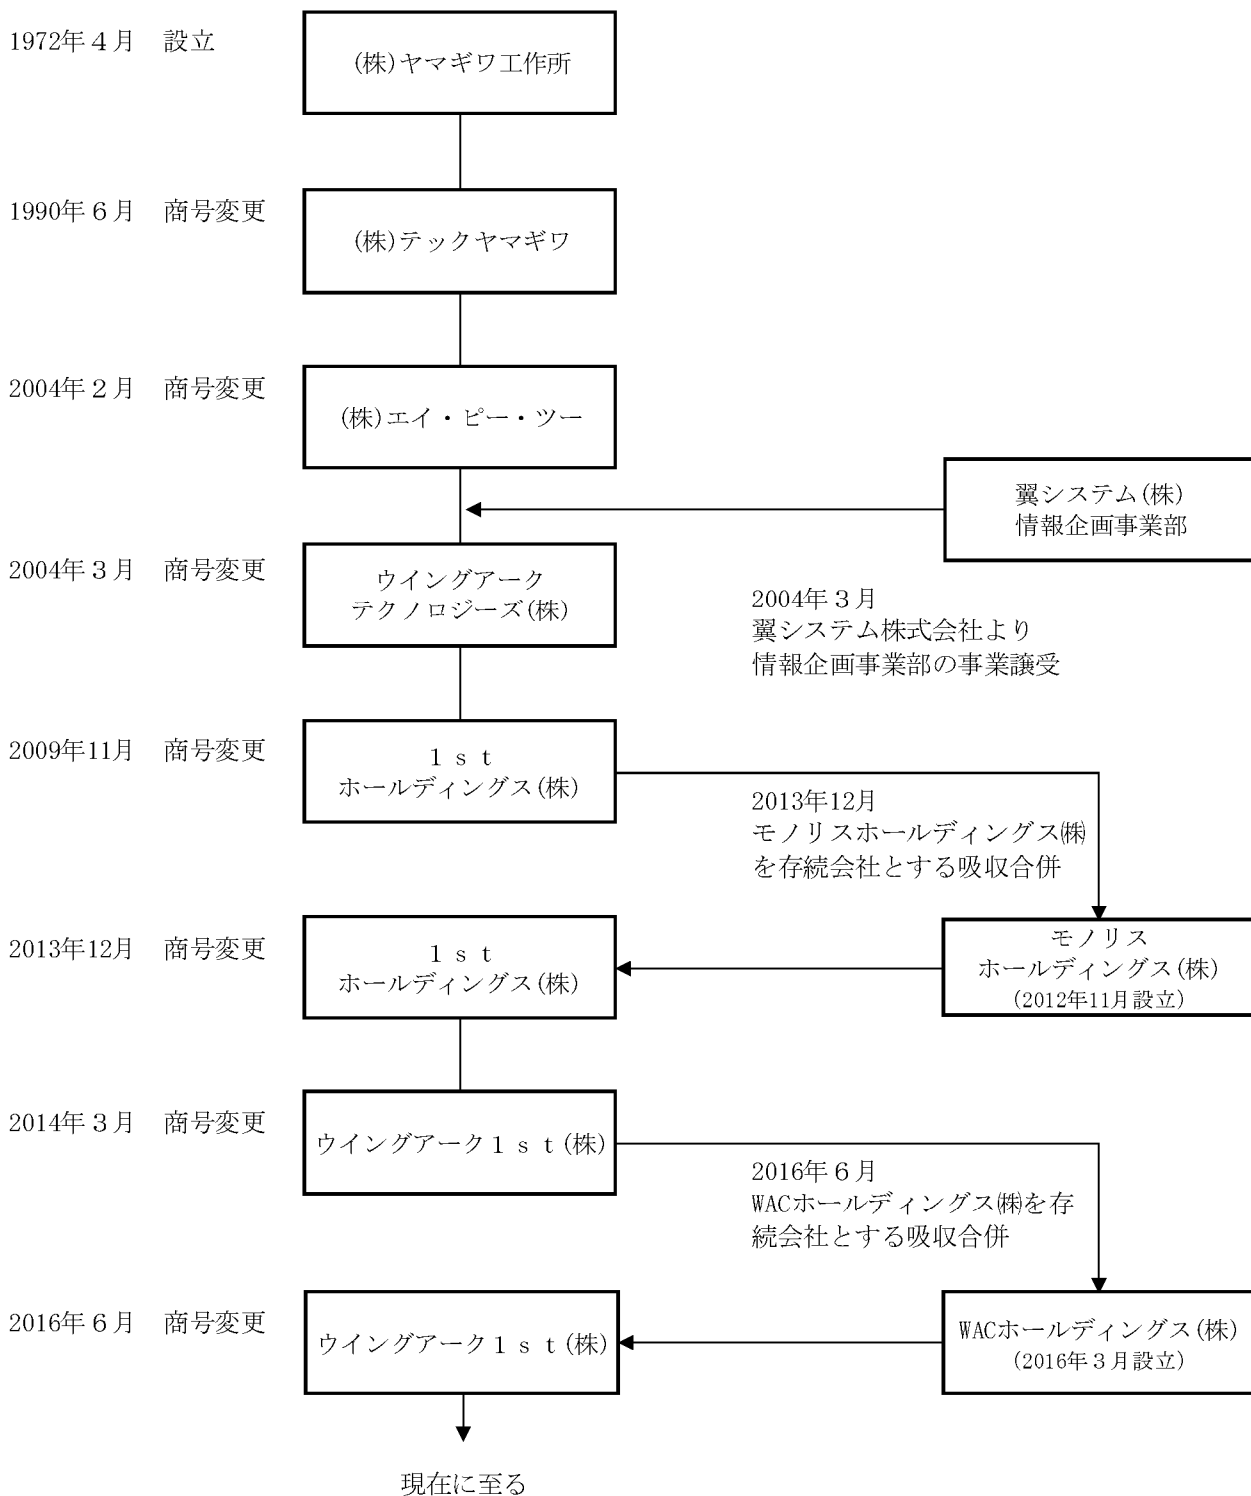 1972年４月　設立
(株)ヤマギワ工作所
1990年６月　商号変更
(株)テックヤマギワ
2004年２月　商号変更
(株)エイ・ピー・ツー
翼システム(株)
情報企画事業部
2004年３月　商号変更
ウイングアーク
テクノロジーズ(株)
2004年３月
翼システム株式会社より
情報企画事業部の事業譲受
2009年11月　商号変更
１ｓｔ
ホールディングス(株)
2013年12月
モノリスホールディングス㈱
を存続会社とする吸収合併
2013年12月　商号変更
１ｓｔ
ホールディングス(株)
モノリス
ホールディングス(株)
(2012年11月設立)
2014年３月　商号変更
ウイングアーク１ｓｔ(株)
2016年６月
WACホールディングス㈱を存
続会社とする吸収合併
2016年６月　商号変更
ウイングアーク１ｓｔ(株)
WACホールディングス(株)
(2016年３月設立)
現在に至る